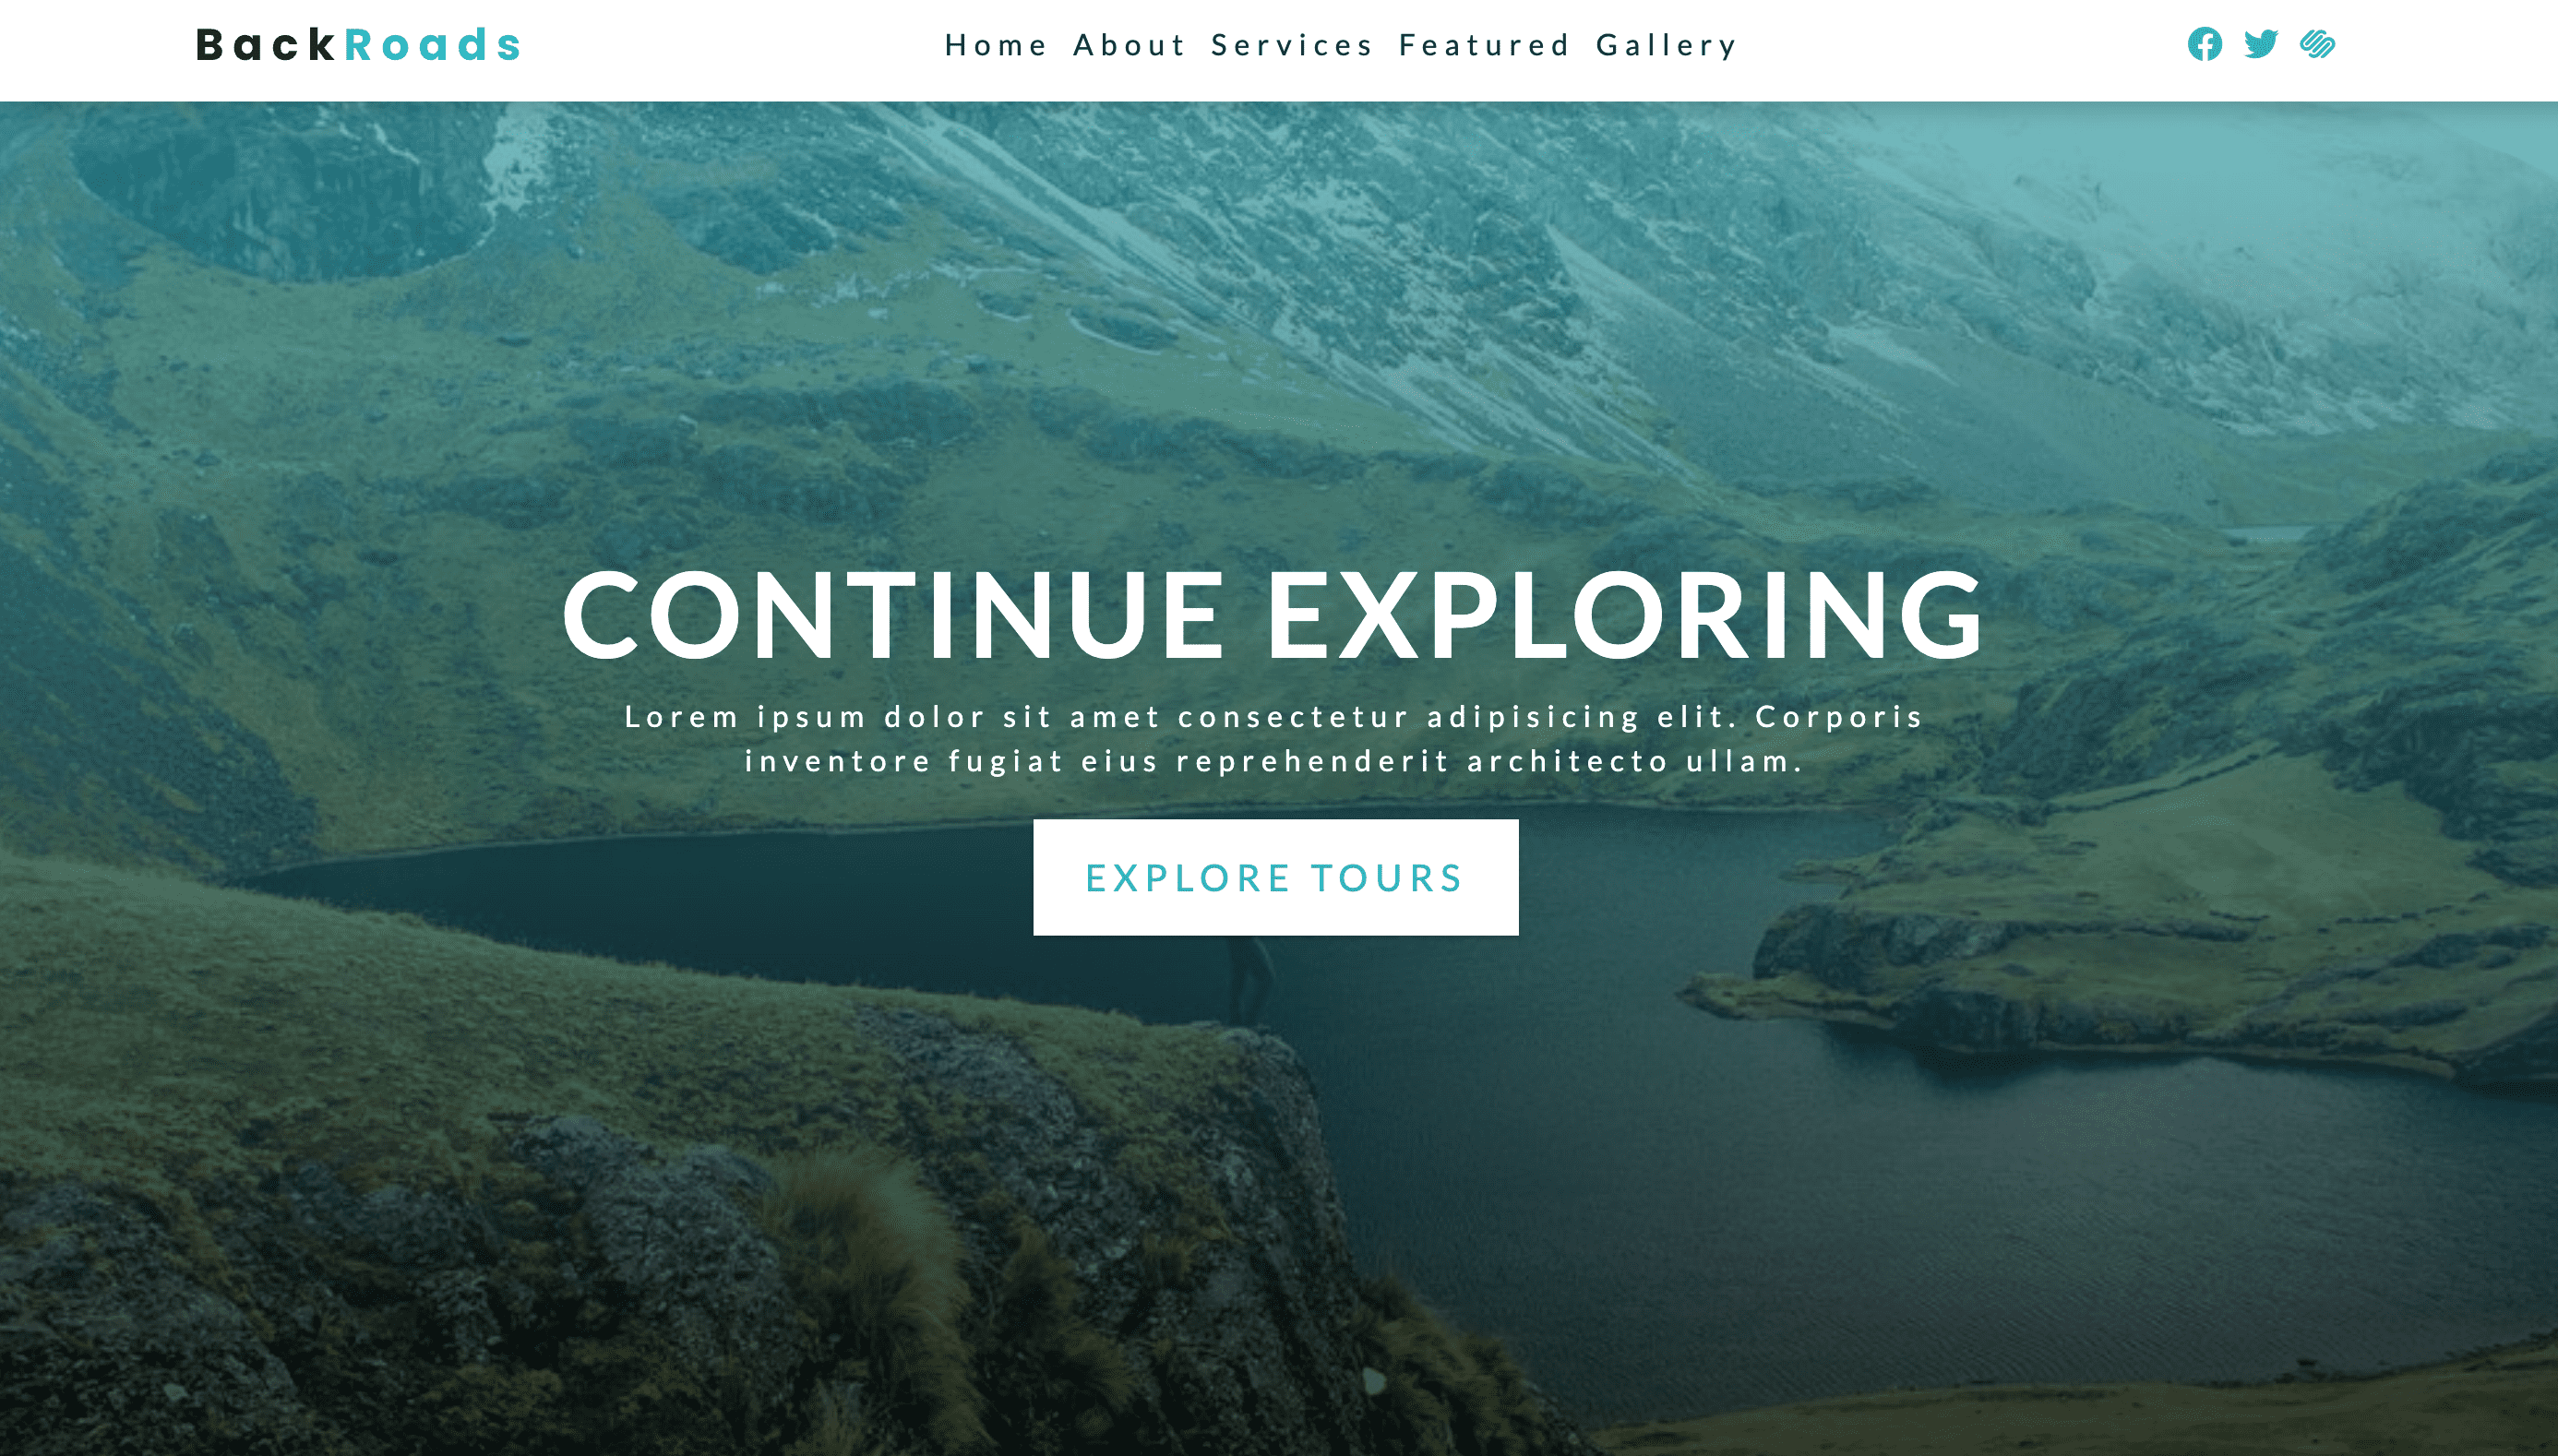 BackRoads
Home About Services Featured Gallery
CONTINUE EXPLORING
Lorem ipsum dolor sit amet consectetur adipisicing elit. Corporis
inventore fugiat eius reprehenderit architecto ullam.
EXPLORE TOURS